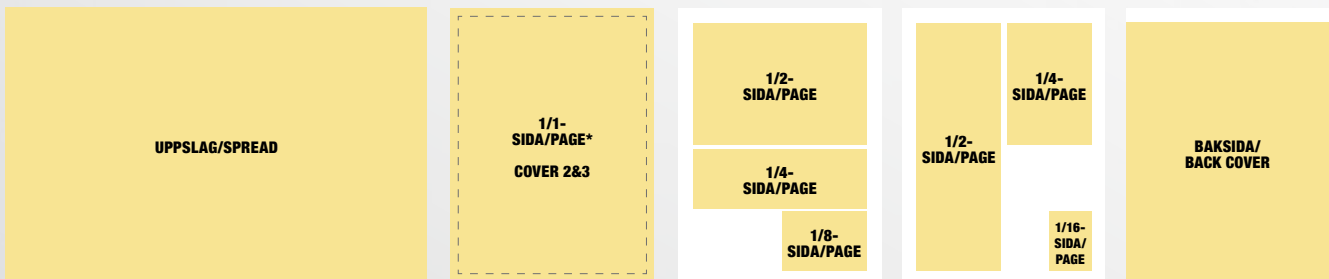 UPPSLAG/SPREAD
1/1-
SIDA/PAGE*
COVER 2&3
1/2-
SIDA/PAGE
1/4-
SIDA/PAGE
1/8-
SIDA/PAGE
1/2-
SIDA/PAGE
1/4-
SIDA/PAGE
1/16-
SIDA/
PAGE
BAKSIDA/
BACK COVER